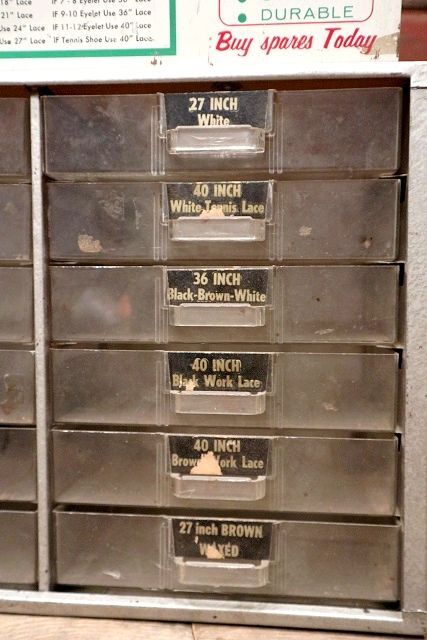 18" Lace IF 7 - 8 Eyelet Use 30" Lace
21" Lace IF 9-10 Eyelet Use 36" Lace
Use 24" Lace IF 11-12 Eyelet Use 40" Lace
Use 27" Lace IF Tennis Shoe Use 40" Lace
• DURABLE
Buy spares Today
27 INCH
White
40 INCH
White-Tennis Lace
36 INCH
Black-Brown-White
40 INCH
Black Work Lace
40 INCH
Brown Work Lace
27 inch BROWN
WAXED